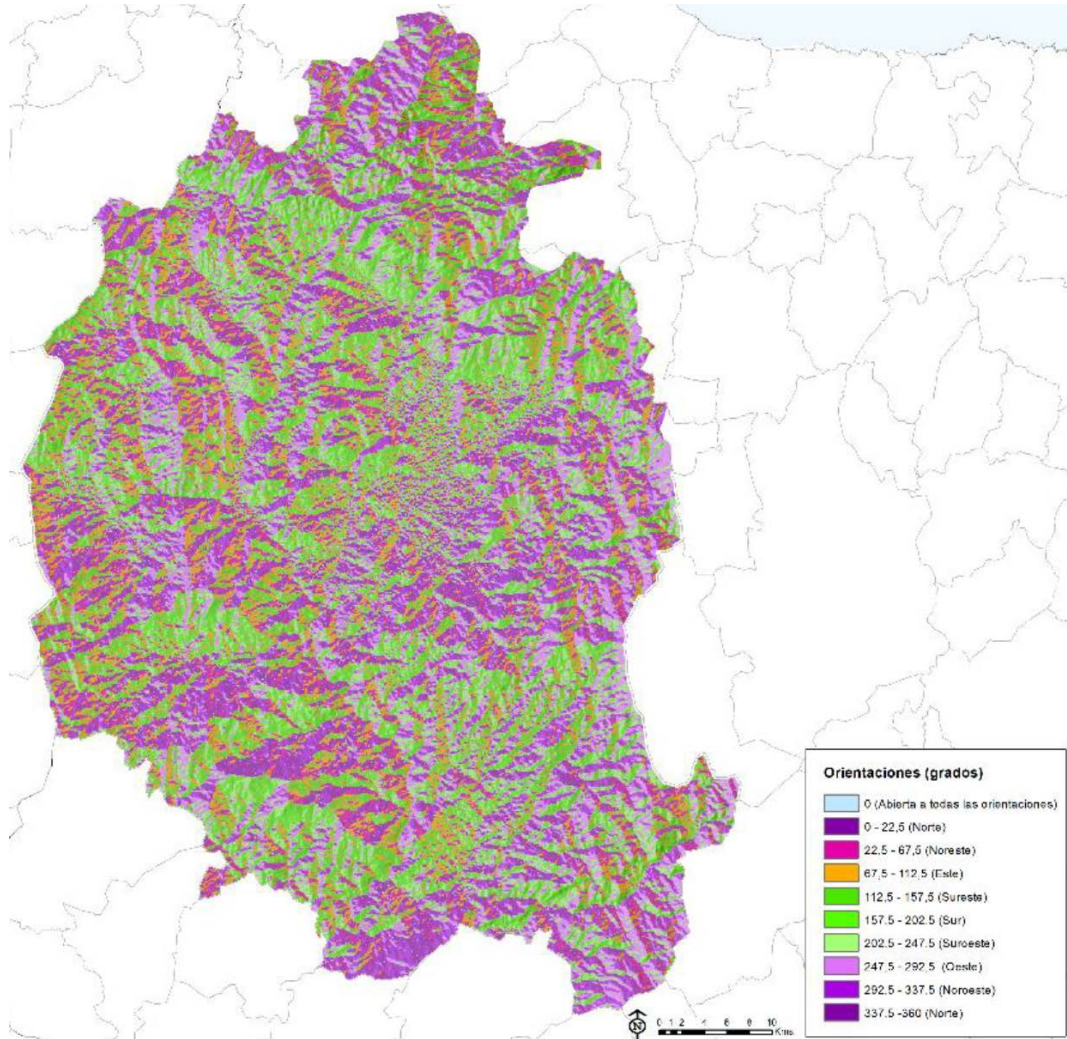 Orientaciones (grados)
0 (Abierta a todas las orientaciones)
0 - 22,5 (Norte)
22,5 - 67,5 (Noreste)
67,5 - 112,5 (Este)
112,5 - 157,5 (Sureste)
157.5 - 202.5 (Sur)
202.5 - 247.5 (Suroeste)
247,5 - 292,5 (Oeste)
292.5 - 337.5 (Noroeste)
337.5 -360 (Norte)
N
0 1 2 4 6 8 10
Kms.